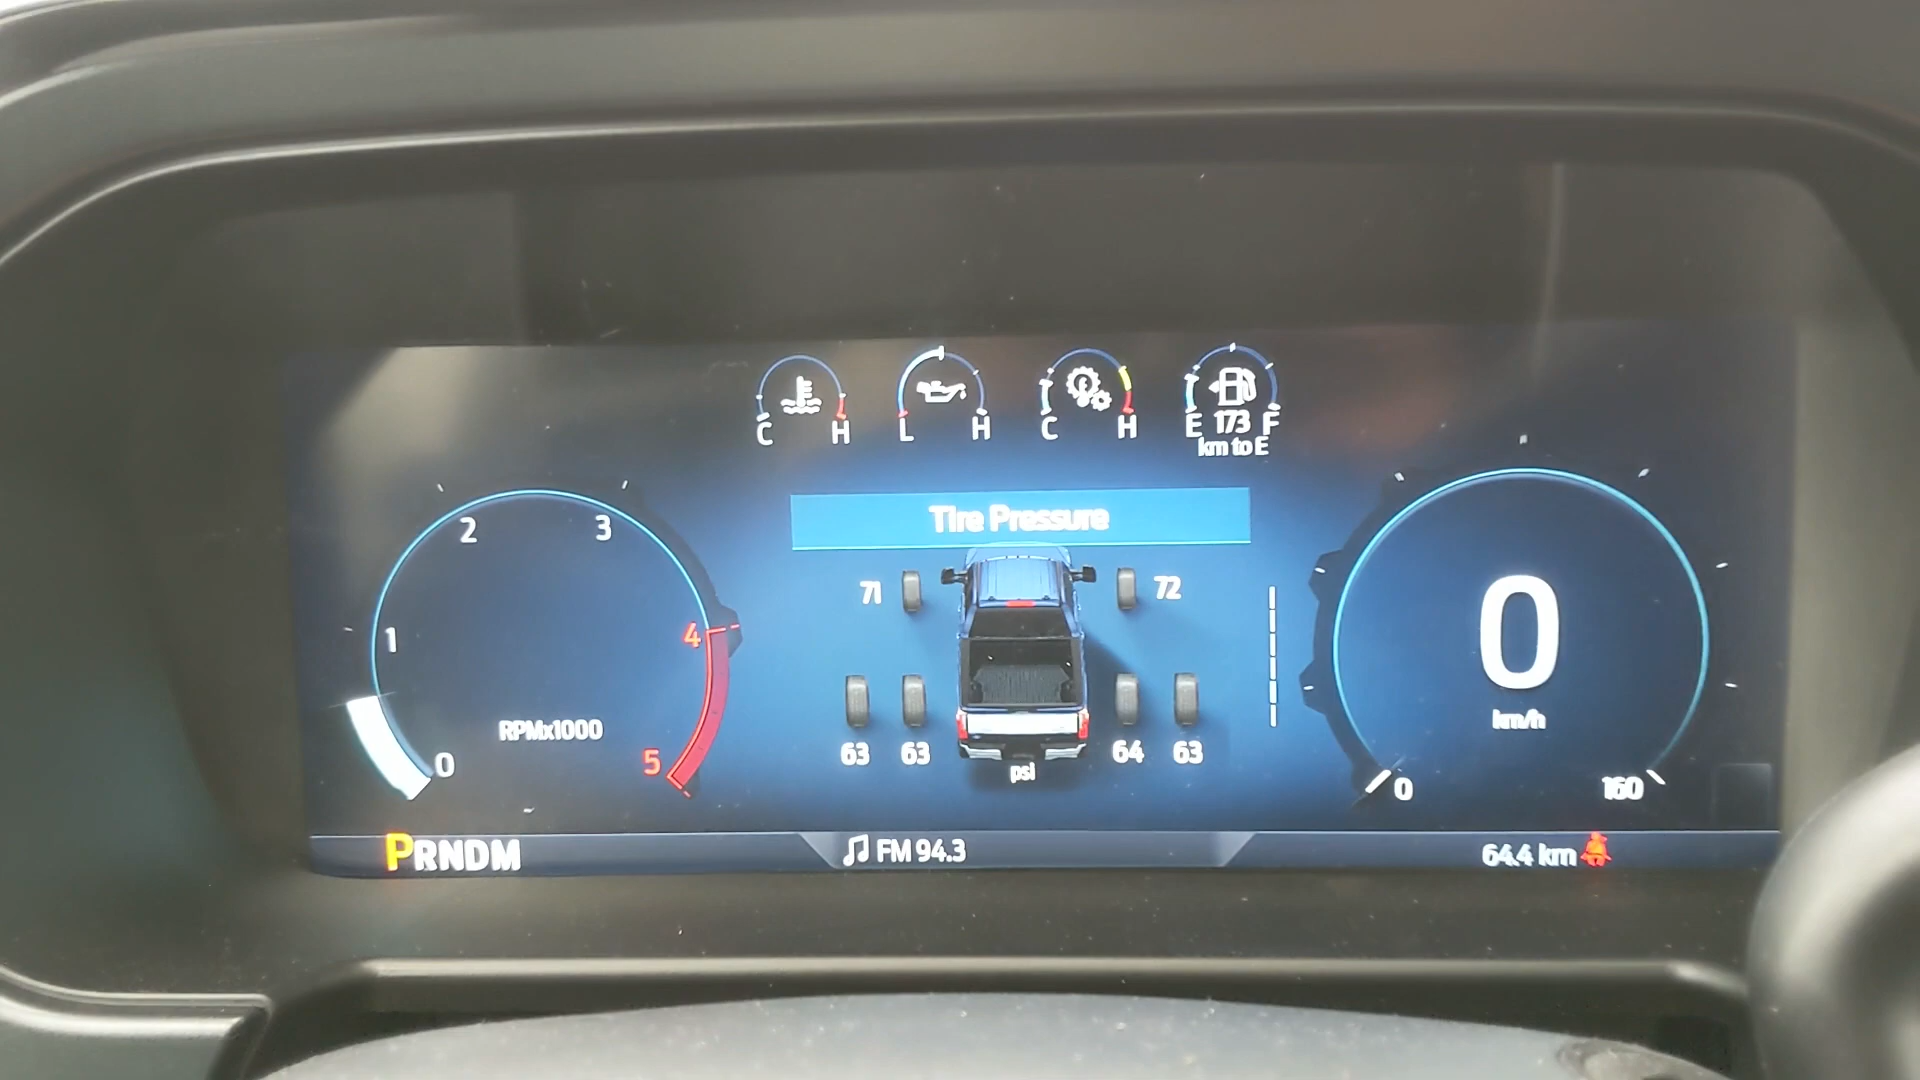 C H
L H
C H
E 173 F
km to E
Tire Pressure
71
72
63 63
64 63
psi
0
1
2
3
4
5
RPMx1000
0
km/h
0
160
PRNDM
FM 94.3
64.4 km